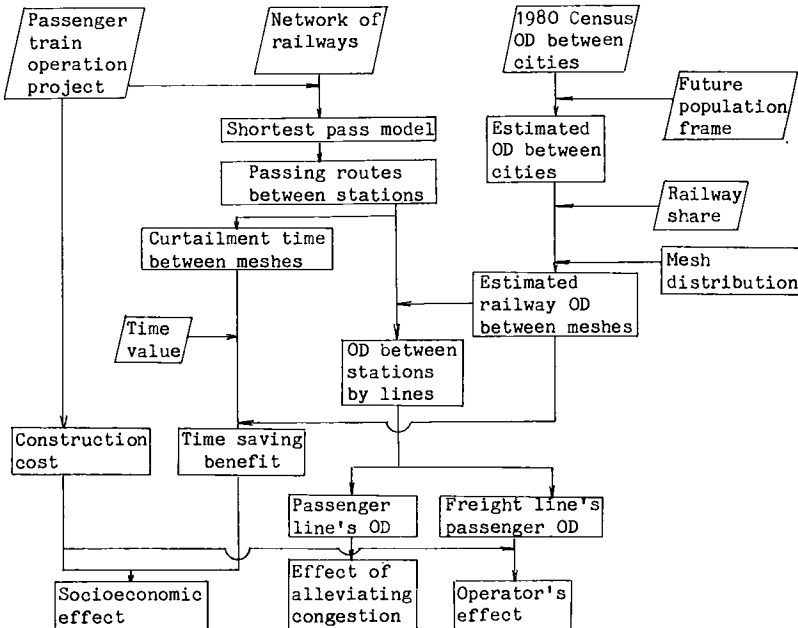 Passenger
train
operation
project
Network of
railways
1980 Census
OD between
cities
Future
population
frame
Shortest pass model
Estimated
OD between
cities
Passing routes
between stations
Railway
share
Curtailment time
between meshes
Mesh
distribution
Estimated
railway OD
between meshes
Time
value
OD between
stations
by lines
Construction
cost
Time saving
benefit
Passenger
line's OD
Freight line's
passenger OD
Socioeconomic
effect
Effect of
alleviating
congestion
Operator's
effect